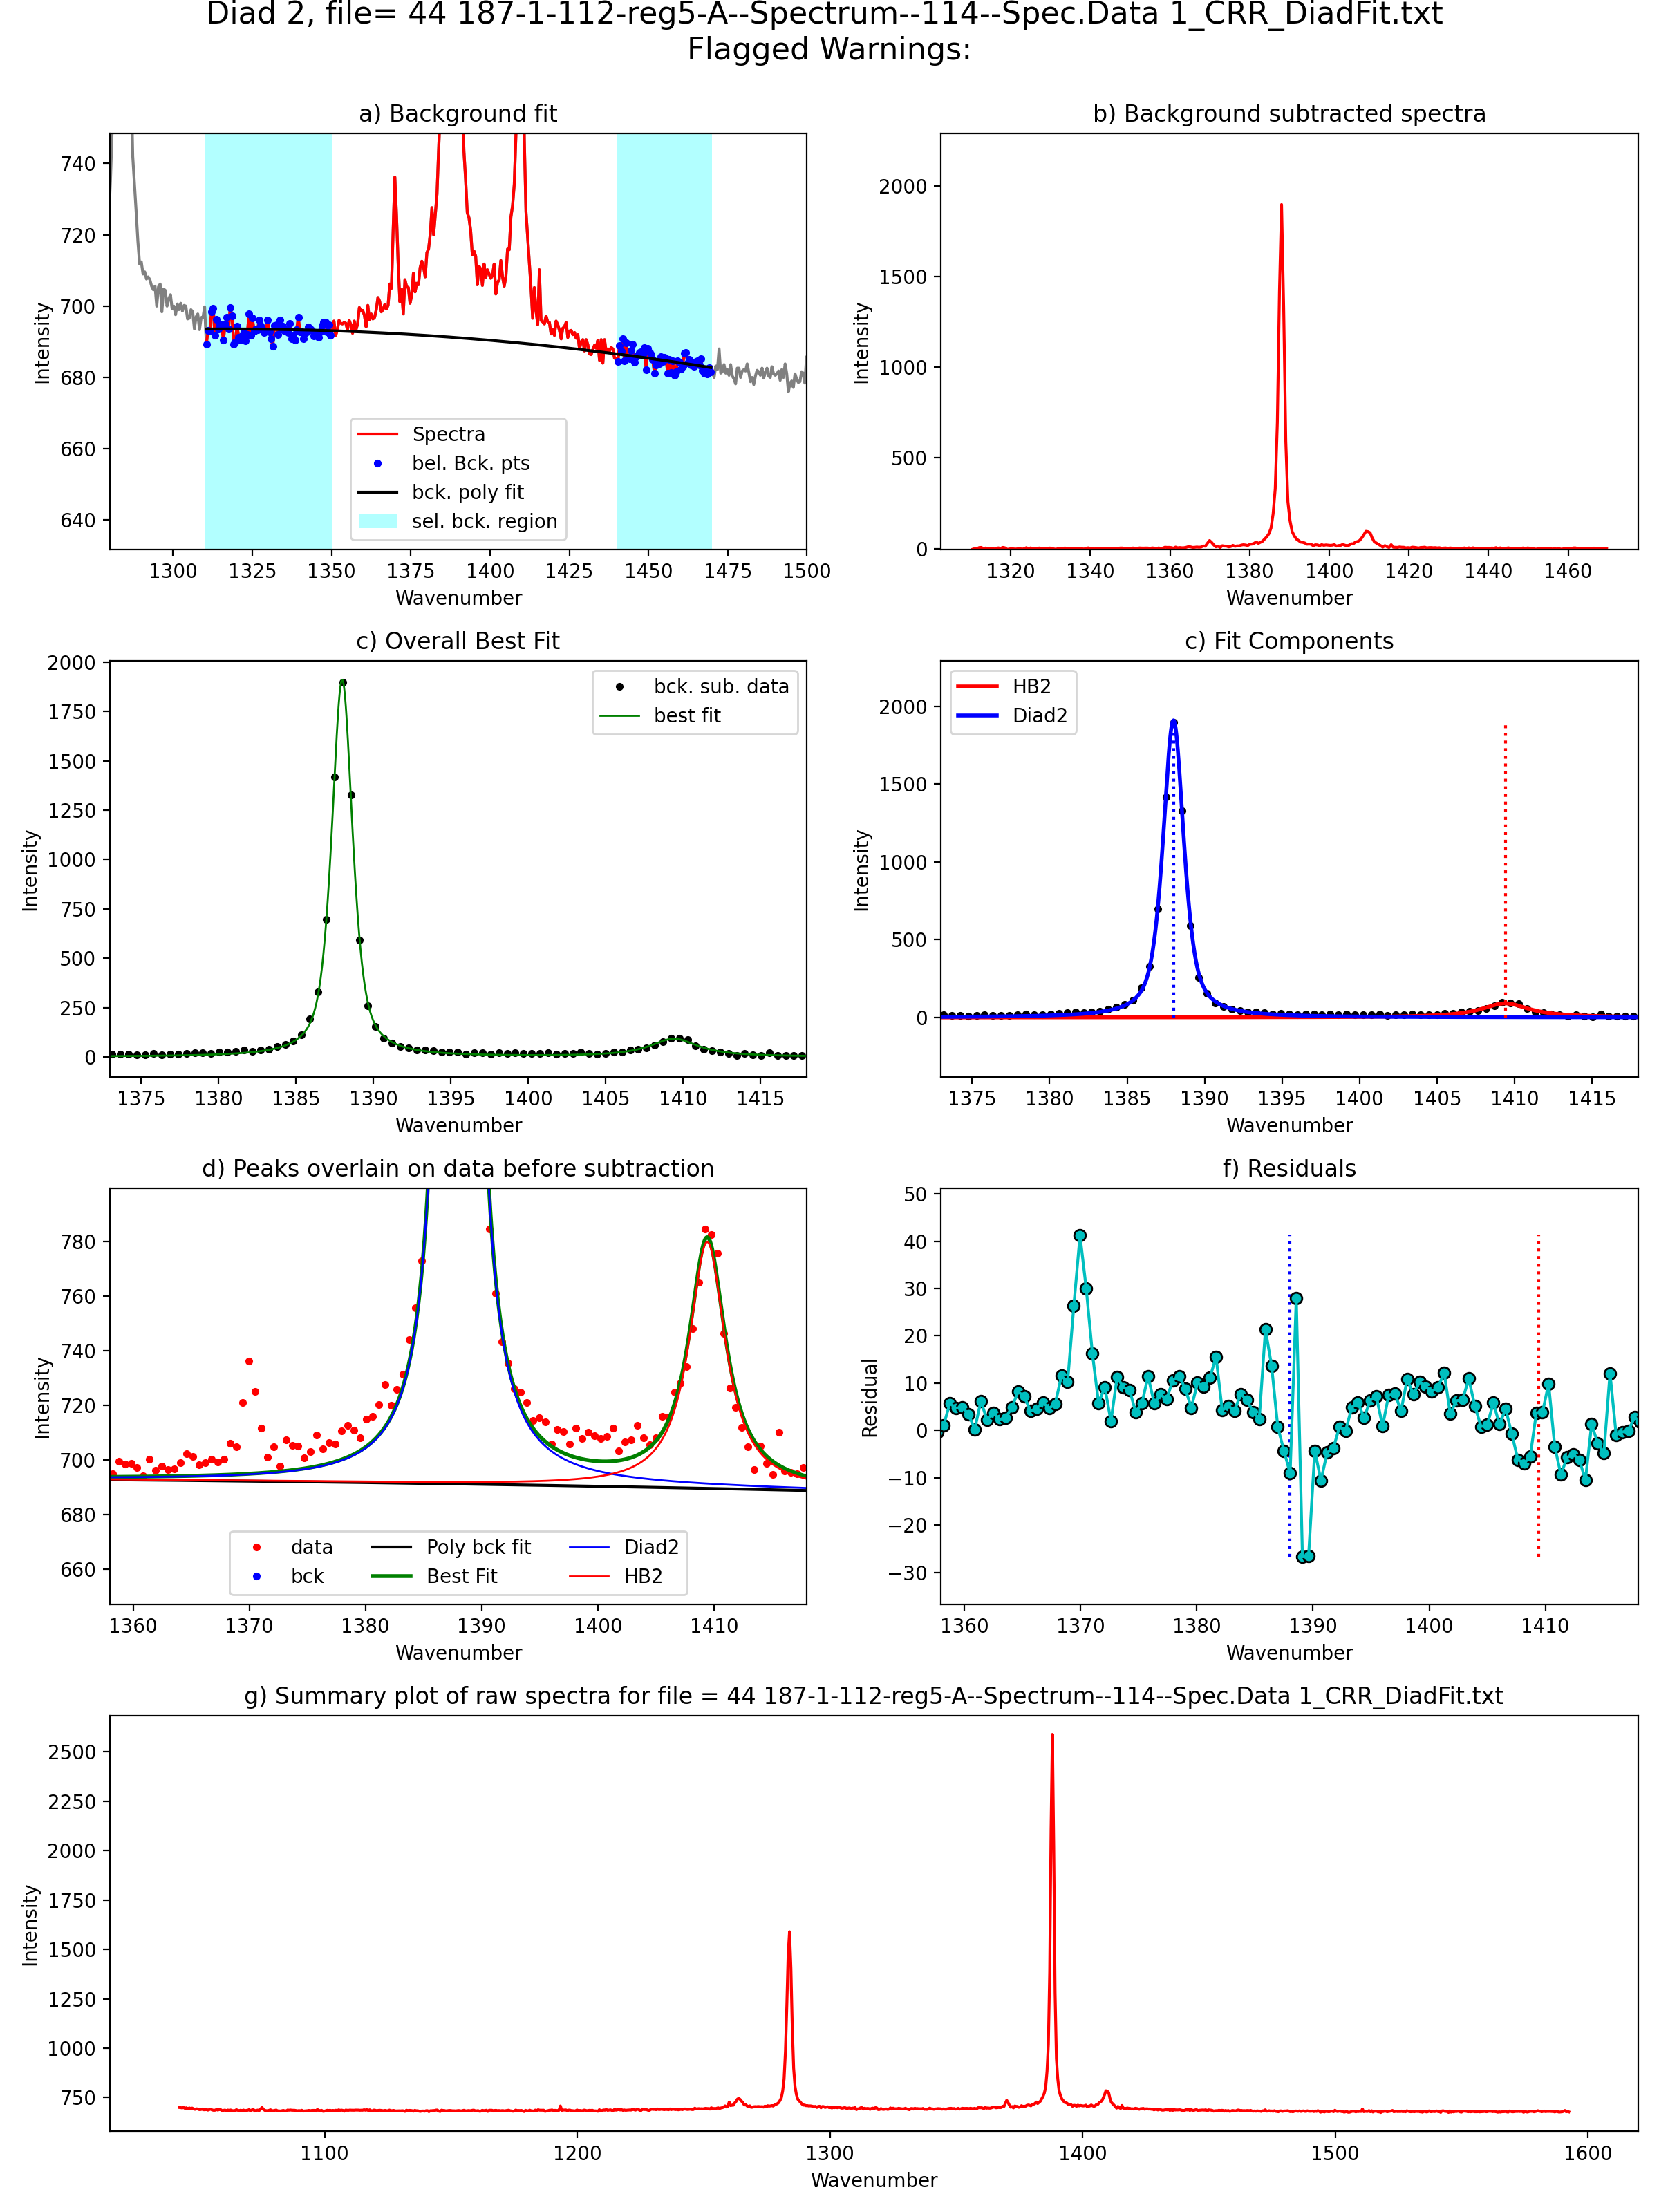 Diad 2, file= 44 187-1-112-reg5-A--Spectrum--114--Spec.Data 1_CRR_DiadFit.txt
Flagged Warnings:
a) Background fit
740
720
700
680
660
640
Intensity
Spectra
bel. Bck. pts
bck. poly fit
sel. bck. region
1300 1325 1350 1375 1400 1425 1450 1475 1500
Wavenumber
b) Background subtracted spectra
2000
1500
1000
500
0
Intensity
1320 1340 1360 1380 1400 1420 1440 1460
Wavenumber
c) Overall Best Fit
2000
1750
1500
1250
1000
750
500
250
0
Intensity
bck. sub. data
best fit
1375 1380 1385 1390 1395 1400 1405 1410 1415
Wavenumber
c) Fit Components
2000
1500
1000
500
0
Intensity
HB2
Diad2
1375 1380 1385 1390 1395 1400 1405 1410 1415
Wavenumber
d) Peaks overlain on data before subtraction
780
760
740
720
700
680
660
Intensity
data
bck
Poly bck fit
Best Fit
Diad2
HB2
1360 1370 1380 1390 1400 1410
Wavenumber
f) Residuals
50
40
30
20
10
0
−10
−20
−30
Residual
1360 1370 1380 1390 1400 1410
Wavenumber
g) Summary plot of raw spectra for file = 44 187-1-112-reg5-A--Spectrum--114--Spec.Data 1_CRR_DiadFit.txt
2500
2250
2000
1750
1500
1250
1000
750
Intensity
1100 1200 1300 1400 1500 1600
Wavenumber